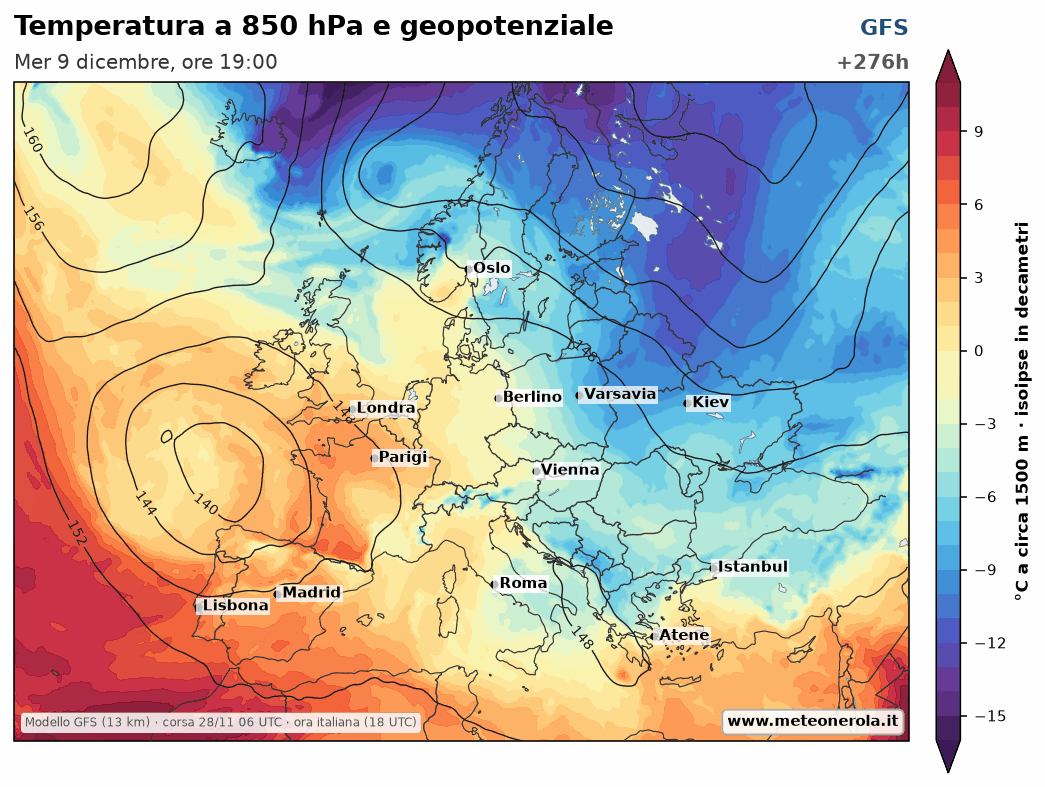 Temperatura a 850 hPa e geopotenziale
GFS
Mer 9 dicembre, ore 19:00
+276h
160
156
Oslo
148
Berlino
Varsavia
Kiev
148
Londra
Parigi
Vienna
144
140
152
Istanbul
Roma
Madrid
Lisbona
148
Atene
Modello GFS (13 km) · corsa 28/11 06 UTC · ora italiana (18 UTC)
www.meteonerola.it
9
6
3
0
−3
−6
−9
−12
−15
°C a circa 1500 m · isoipse in decametri